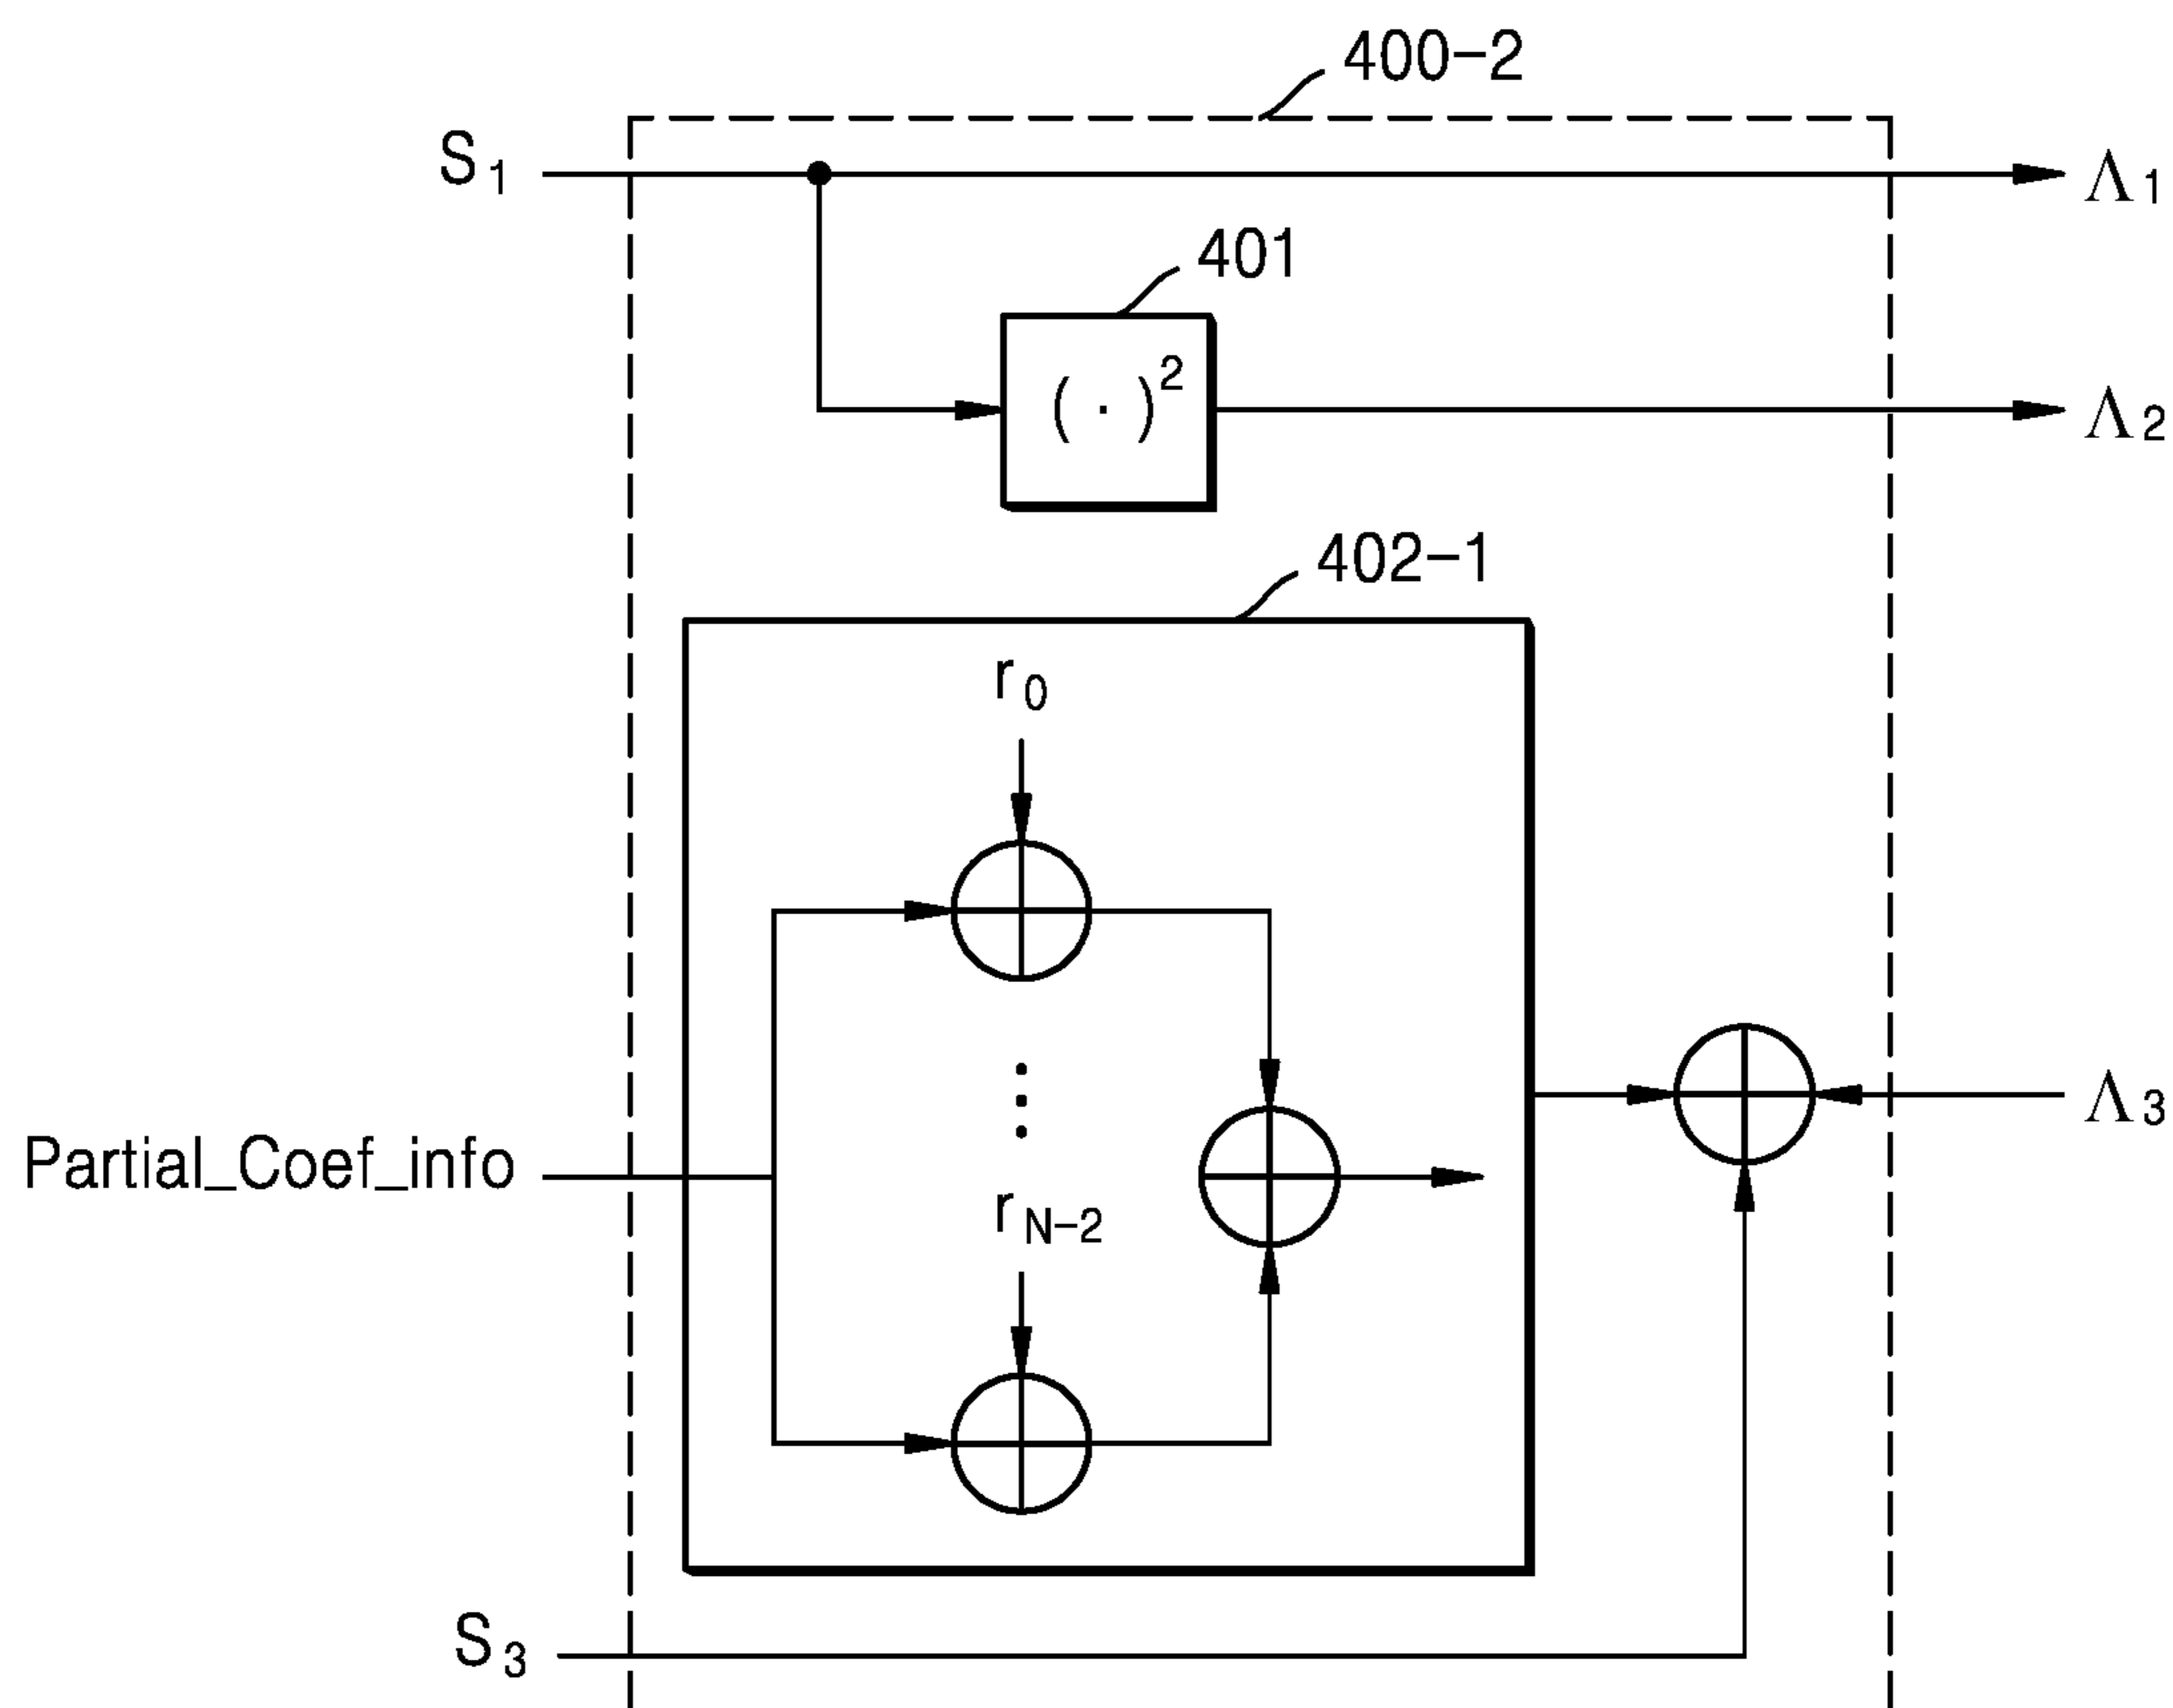 400-2
S1
Λ1
401
(·)2
Λ2
402-1
r0
Λ3
Partial_Coef_info
rN-2
S3